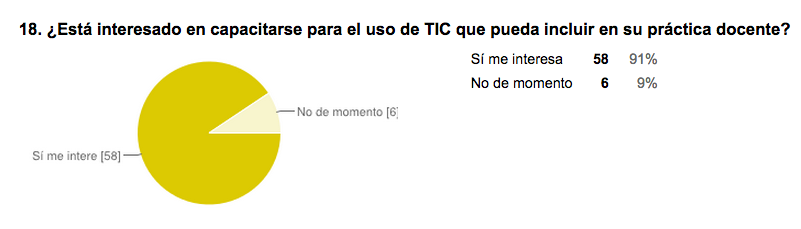 18. ¿Está interesado en capacitarse para el uso de TIC que pueda incluir en su práctica docente?
Sí me interesa 58 91%
No de momento 6 9%
No de momento [6]
Sí me intere [58]